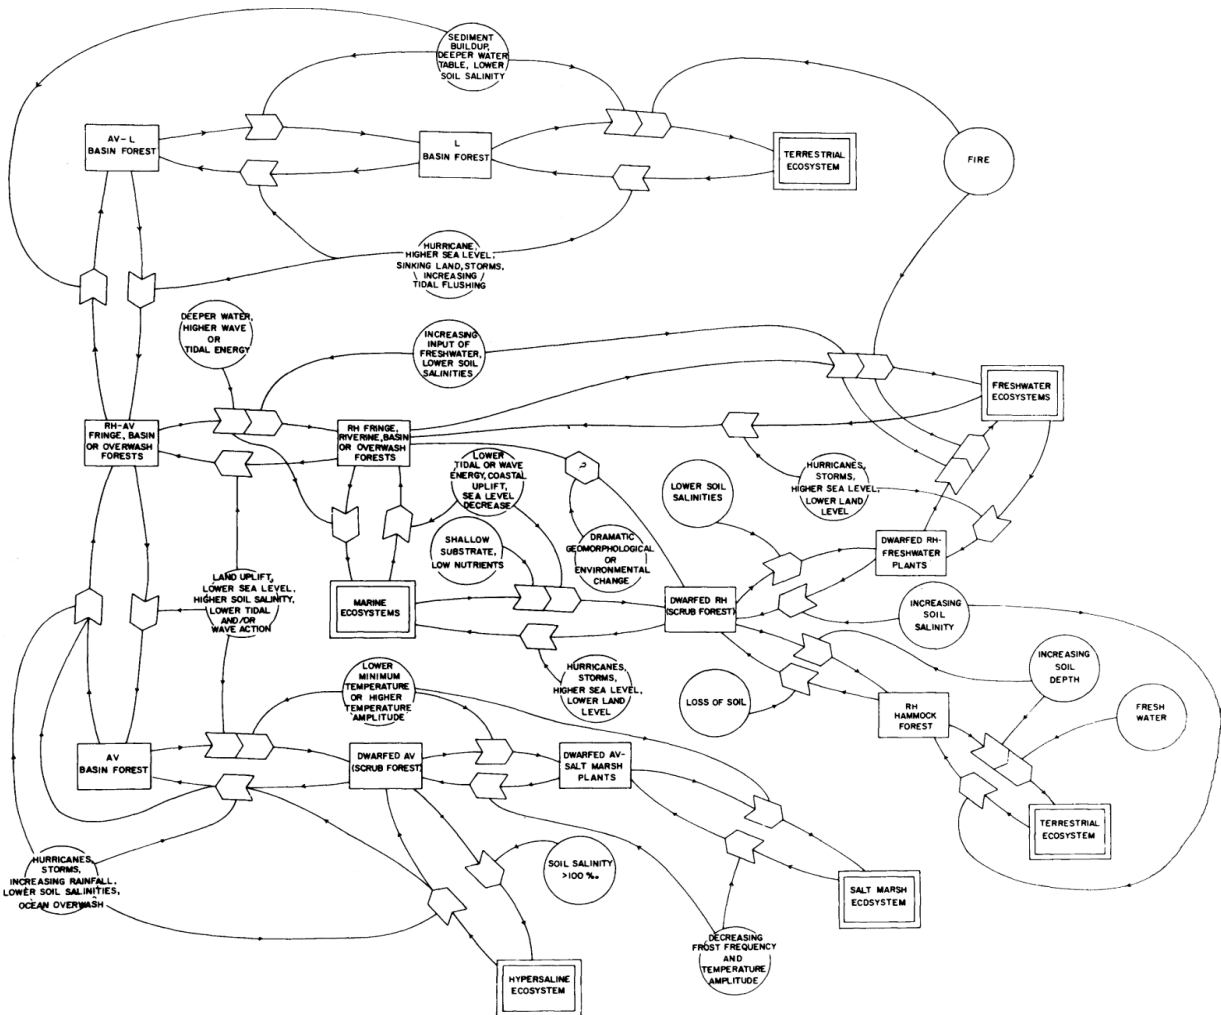 SEDIMENT
BUILDUP,
DEEPER WATER
TABLE, LOWER
SOIL SALINITY
AV-L
BASIN FOREST
L
BASIN FOREST
TERRESTRIAL
ECOSYSTEM
FIRE
HURRICANE,
HIGHER SEA LEVEL,
SINKING LAND, STORMS,
INCREASING
TIDAL FLUSHING
DEEPER WATER,
HIGHER WAVE
OR
TIDAL ENERGY
INCREASING
INPUT OF
FRESHWATER,
LOWER SOIL
SALINITIES
FRESHWATER
ECOSYSTEMS
RH-AV
FRINGE, BASIN
OR OVERWASH
FORESTS
RH FRINGE,
RIVERINE, BASIN
OR OVERWASH
FORESTS
LOWER
TIDAL OR WAVE
ENERGY, COASTAL
UPLIFT,
SEA LEVEL
DECREASE
?
LOWER SOIL
SALINITIES
HURRICANES,
STORMS,
HIGHER SEA LEVEL,
LOWER LAND
LEVEL
SHALLOW
SUBSTRATE,
LOW NUTRIENTS
DRAMATIC
GEOMORPHOLOGICAL
OR
ENVIRONMENTAL
CHANGE
DWARFED RH-
FRESHWATER
PLANTS
LAND UPLIFT,
LOWER SEA LEVEL,
HIGHER SOIL SALINITY,
LOWER TIDAL
AND/OR
WAVE ACTION
MARINE
ECOSYSTEMS
DWARFED RH
(SCRUB FOREST)
INCREASING
SOIL
SALINITY
LOWER
MINIMUM
TEMPERATURE
OR HIGHER
TEMPERATURE
AMPLITUDE
HURRICANES,
STORMS,
HIGHER SEA LEVEL,
LOWER LAND
LEVEL
LOSS OF SOIL
INCREASING
SOIL
DEPTH
RH
HAMMOCK
FOREST
FRESH
WATER
AV
BASIN FOREST
DWARFED AV
(SCRUB FOREST)
DWARFED AV-
SALT MARSH
PLANTS
TERRESTRIAL
ECOSYSTEM
HURRICANES,
STORMS,
INCREASING RAINFALL,
LOWER SOIL SALINITIES,
OCEAN OVERWASH
SOIL SALINITY
>100 ‰
SALT MARSH
ECOSYSTEM
DECREASING
FROST FREQUENCY
AND
TEMPERATURE
AMPLITUDE
HYPERSALINE
ECOSYSTEM